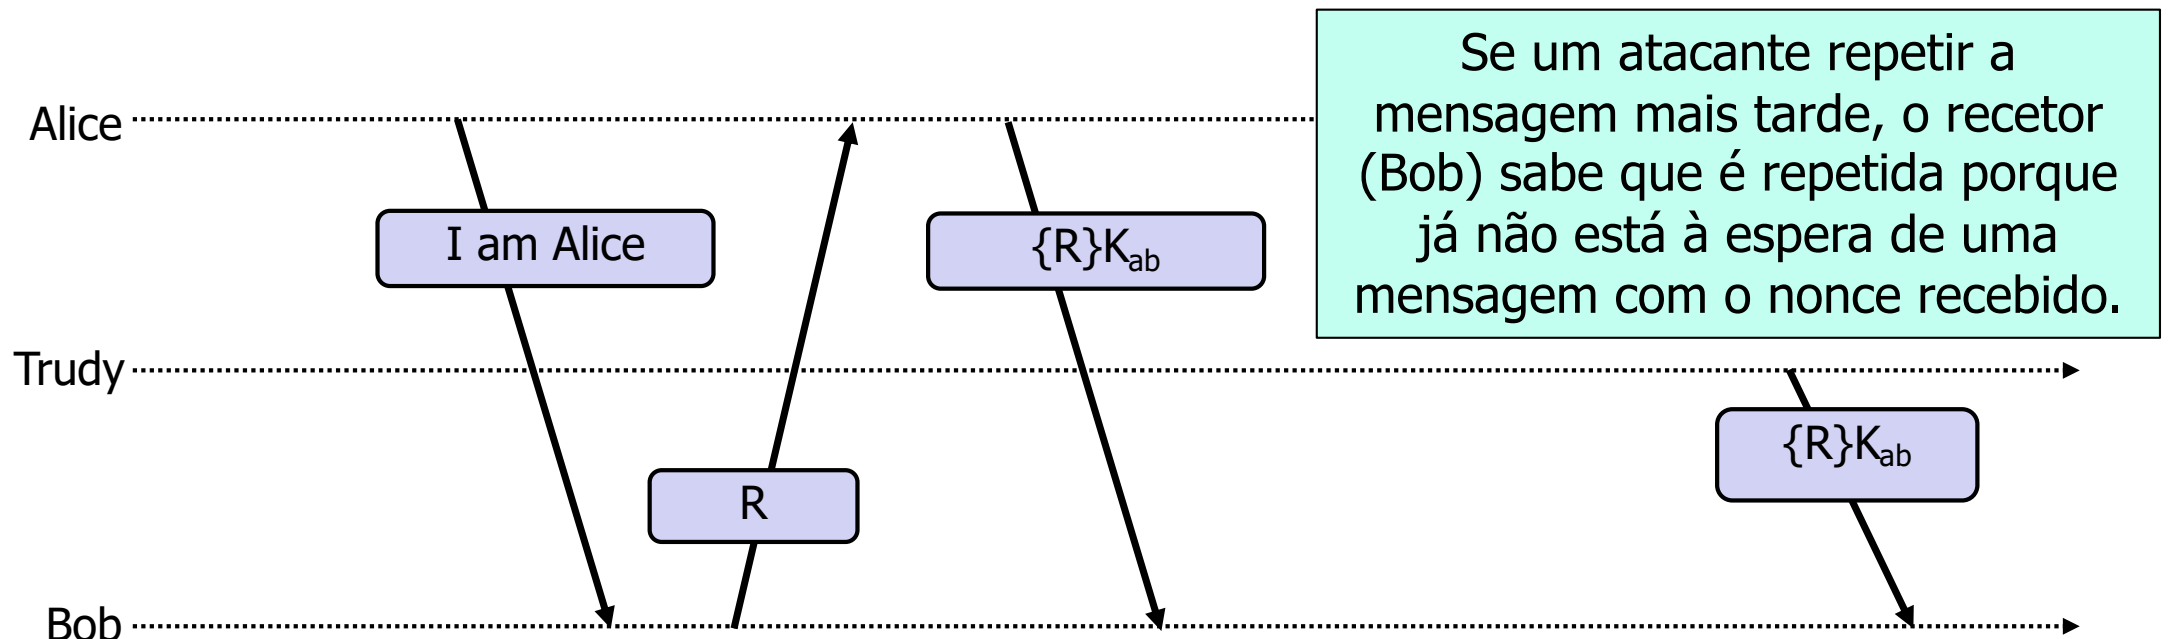 Se um atacante repetir a
mensagem mais tarde, o recetor
(Bob) sabe que é repetida porque
já não está à espera de uma
mensagem com o nonce recebido.
Alice
I am Alice
{R}Kab
Trudy
{R}Kab
R
Bob